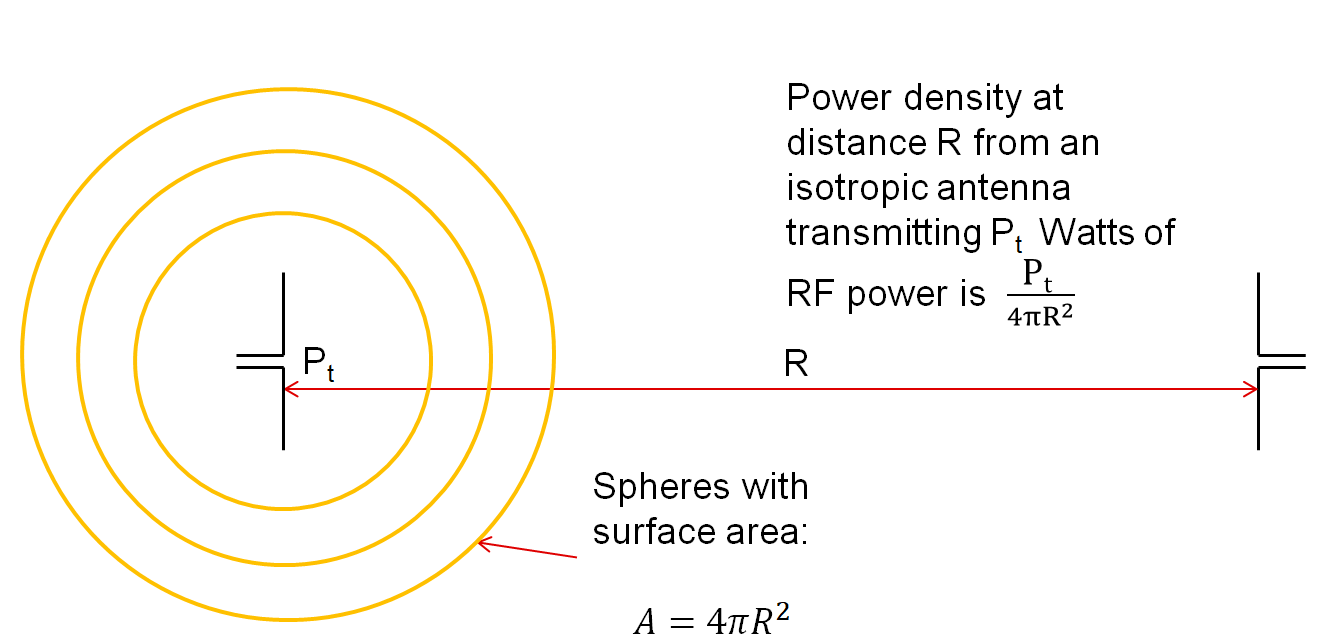 Power density at
distance R from an
isotropic antenna
transmitting Pₜ Watts of
RF power is Pₜ/4πR²
Pₜ
R
Spheres with
surface area:
A = 4πR²